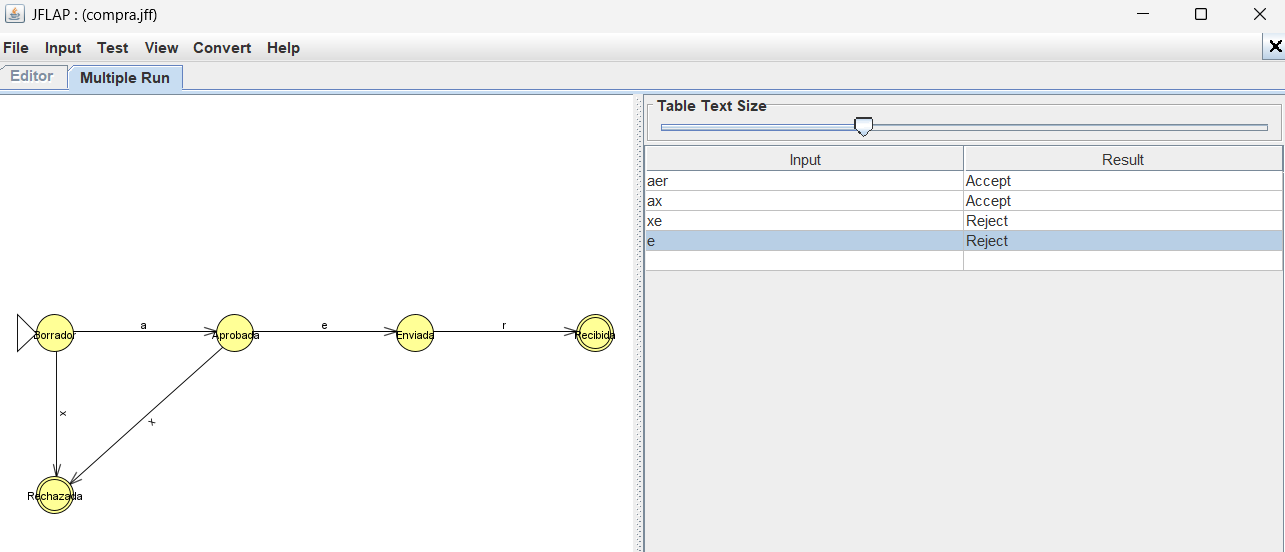 JFLAP : (compra.jff)
File Input Test View Convert Help
Editor Multiple Run
Table Text Size
Input Result
aer Accept
ax Accept
xe Reject
e Reject
a e r
Borrador Aprobada Enviada Recibida
x x
Rechazada